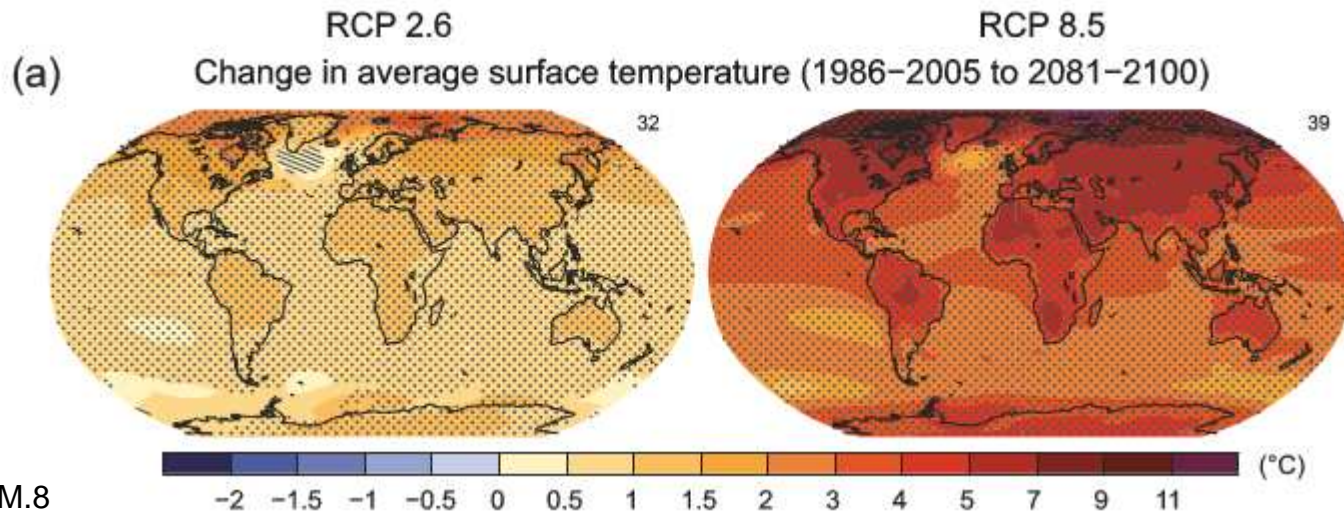 RCP 2.6 RCP 8.5
(a) Change in average surface temperature (1986−2005 to 2081−2100)
32 39
(°C)
M.8 −2 −1.5 −1 −0.5 0 0.5 1 1.5 2 3 4 5 7 9 11